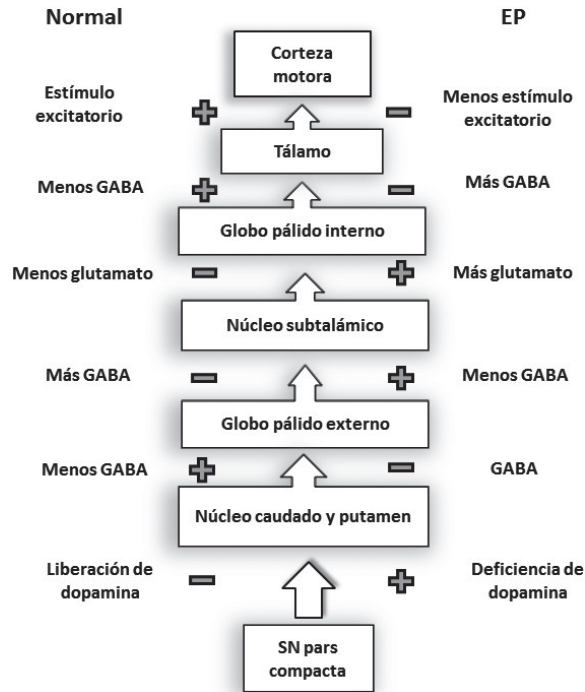 Normal
EP
Corteza
motora
Estímulo
excitatorio
Menos estímulo
excitatorio
Tálamo
Menos GABA
Más GABA
Globo pálido interno
Menos glutamato
Más glutamato
Núcleo subtalámico
Más GABA
Menos GABA
Globo pálido externo
Menos GABA
GABA
Núcleo caudado y putamen
Liberación de
dopamina
Deficiencia de
dopamina
SN pars
compacta